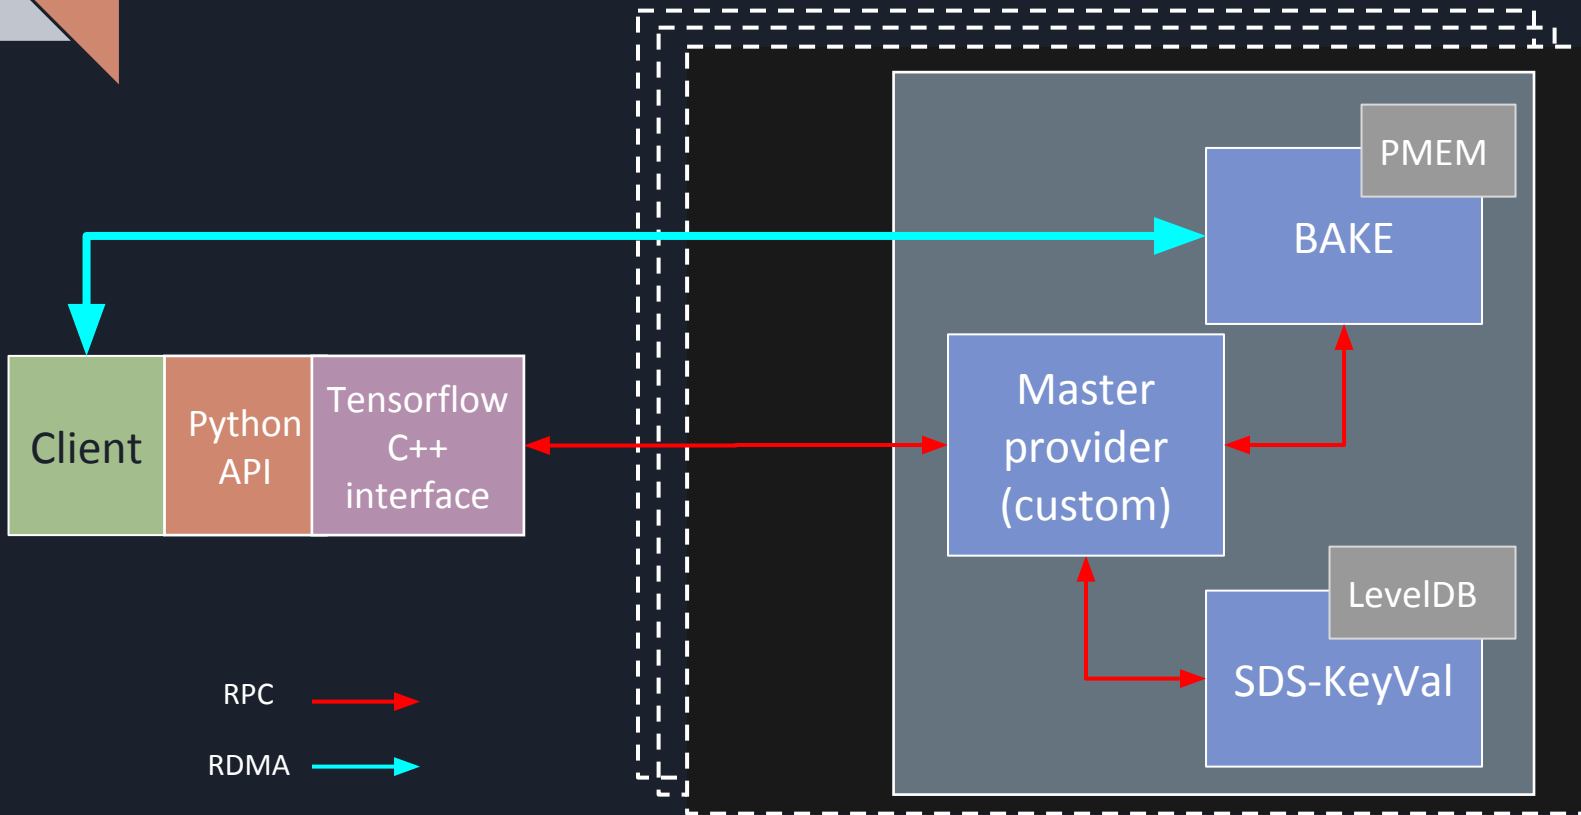 PMEM
BAKE
Client
Python
API
Tensorflow
C++
interface
Master
provider
(custom)
LevelDB
SDS-KeyVal
RPC
RDMA